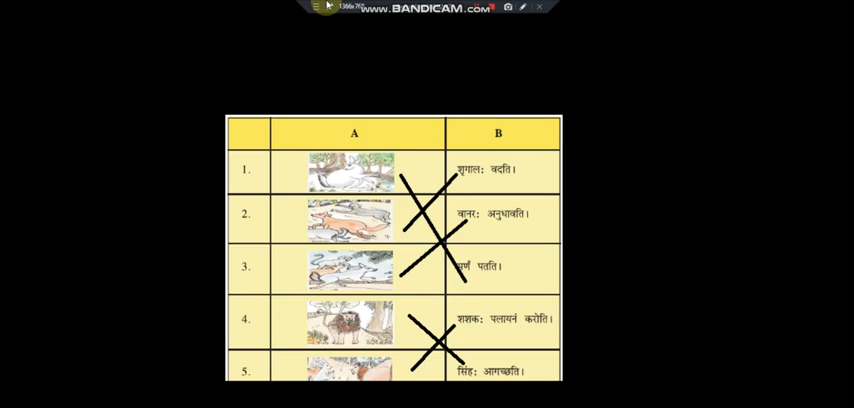 1366x768
www.BANDICAM.com
A B
1. शृगालः वदति।
2. वानरः अनुधावति।
3. पर्णं पतति।
4. शशकः पलायनं करोति।
5. सिंहः आगच्छति।